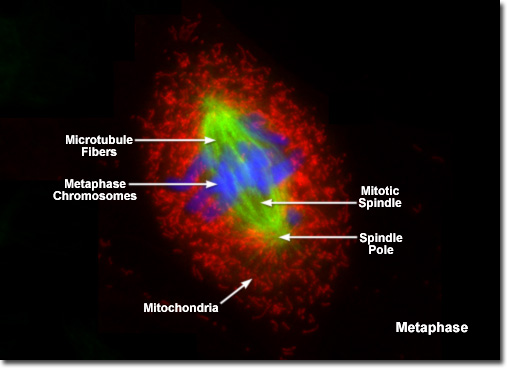 Microtubule
Fibers
Metaphase
Chromosomes
Mitotic
Spindle
Spindle
Pole
Mitochondria
Metaphase